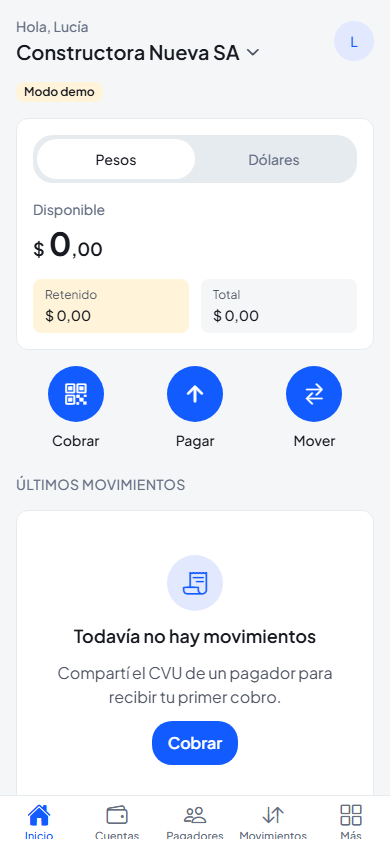 Hola, Lucía
Constructora Nueva SA
L
Modo demo
Pesos
Dólares
Disponible
$ 0,00
Retenido
$ 0,00
Total
$ 0,00
Cobrar
Pagar
Mover
ÚLTIMOS MOVIMIENTOS
Todavía no hay movimientos
Compartí el CVU de un pagador para
recibir tu primer cobro.
Cobrar
Inicio
Cuentas
Pagadores
Movimientos
Más